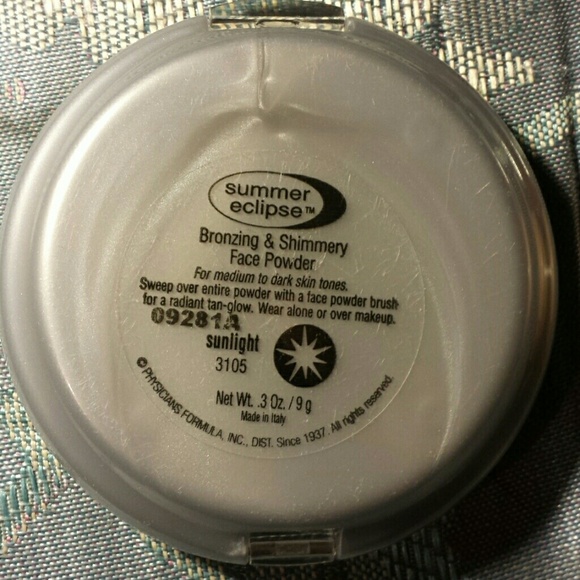 summer
eclipse™
Bronzing & Shimmery
Face Powder
For medium to dark skin tones.
Sweep over entire powder with a face powder brush
for a radiant tan-glow. Wear alone or over makeup.
09281A
sunlight
3105
Net Wt. .3 Oz. / 9 g
Made in Italy
© PHYSICIANS FORMULA, INC., DIST. Since 1937. All rights reserved.